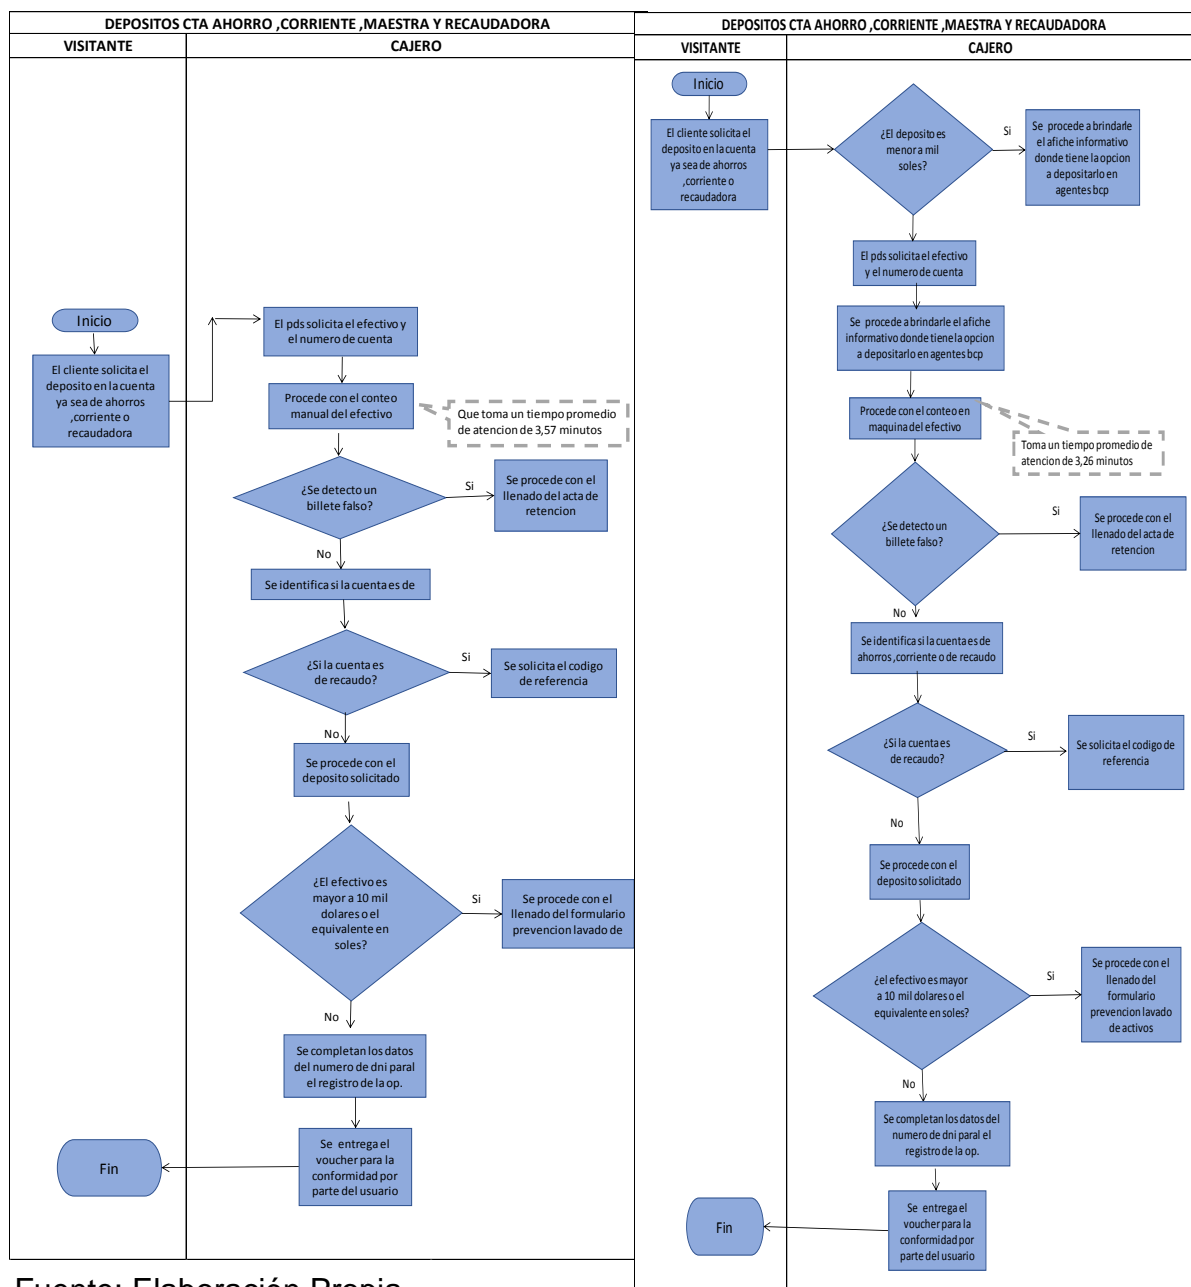 DEPOSITOS CTA AHORRO ,CORRIENTE ,MAESTRA Y RECAUDADORA
VISITANTE
CAJERO
Inicio
El cliente solicita el
deposito en la cuenta
ya sea de ahorros
,corriente o
recaudadora
El pds solicita el efectivo y
el numero de cuenta
Procede con el conteo
manual del efectivo
Que toma un tiempo promedio
de atencion de 3,57 minutos
¿Se detecto un
billete falso?
Si
Se procede con el
llenado del acta de
retencion
No
Se identifica si la cuenta es de
¿Si la cuenta es
de recaudo?
Si
Se solicita el codigo
de referencia
No
Se procede con el
deposito solicitado
¿El efectivo es
mayor a 10 mil
dolares o el
equivalente en
soles?
Si
Se procede con el
llenado del formulario
prevencion lavado de
No
Se completan los datos
del numero de dni paral
el registro de la op.
Se entrega el
voucher para la
conformidad por
parte del usuario
Fin
DEPOSITOS CTA AHORRO ,CORRIENTE ,MAESTRA Y RECAUDADORA
VISITANTE
CAJERO
Inicio
El cliente solicita el
deposito en la cuenta
ya sea de ahorros
,corriente o
recaudadora
¿El deposito es
menor a mil
soles?
Si
Se procede a brindarle
el afiche informativo
donde tiene la opcion
a depositarlo en
agentes bcp
El pds solicita el efectivo
y el numero de cuenta
Se procede a brindarle el afiche
informativo donde tiene la opcion
a depositarlo en agentes bcp
Procede con el conteo en
maquina del efectivo
Toma un tiempo promedio de
atencion de 3,26 minutos
¿Se detecto un
billete falso?
Si
Se procede con el
llenado del acta de
retencion
No
Se identifica si la cuenta es de
ahorros ,corriente o de recaudo
¿Si la cuenta es
de recaudo?
Si
Se solicita el codigo de
referencia
No
Se procede con el
deposito solicitado
¿el efectivo es mayor
a 10 mil dolares o el
equivalente en soles?
Si
Se procede con el
llenado del
formulario
prevencion lavado
de activos
No
Se completan los datos del
numero de dni paral el
registro de la op.
Se entrega el
voucher para la
conformidad por
parte del usuario
Fin
Fuente: Elaboración Propia